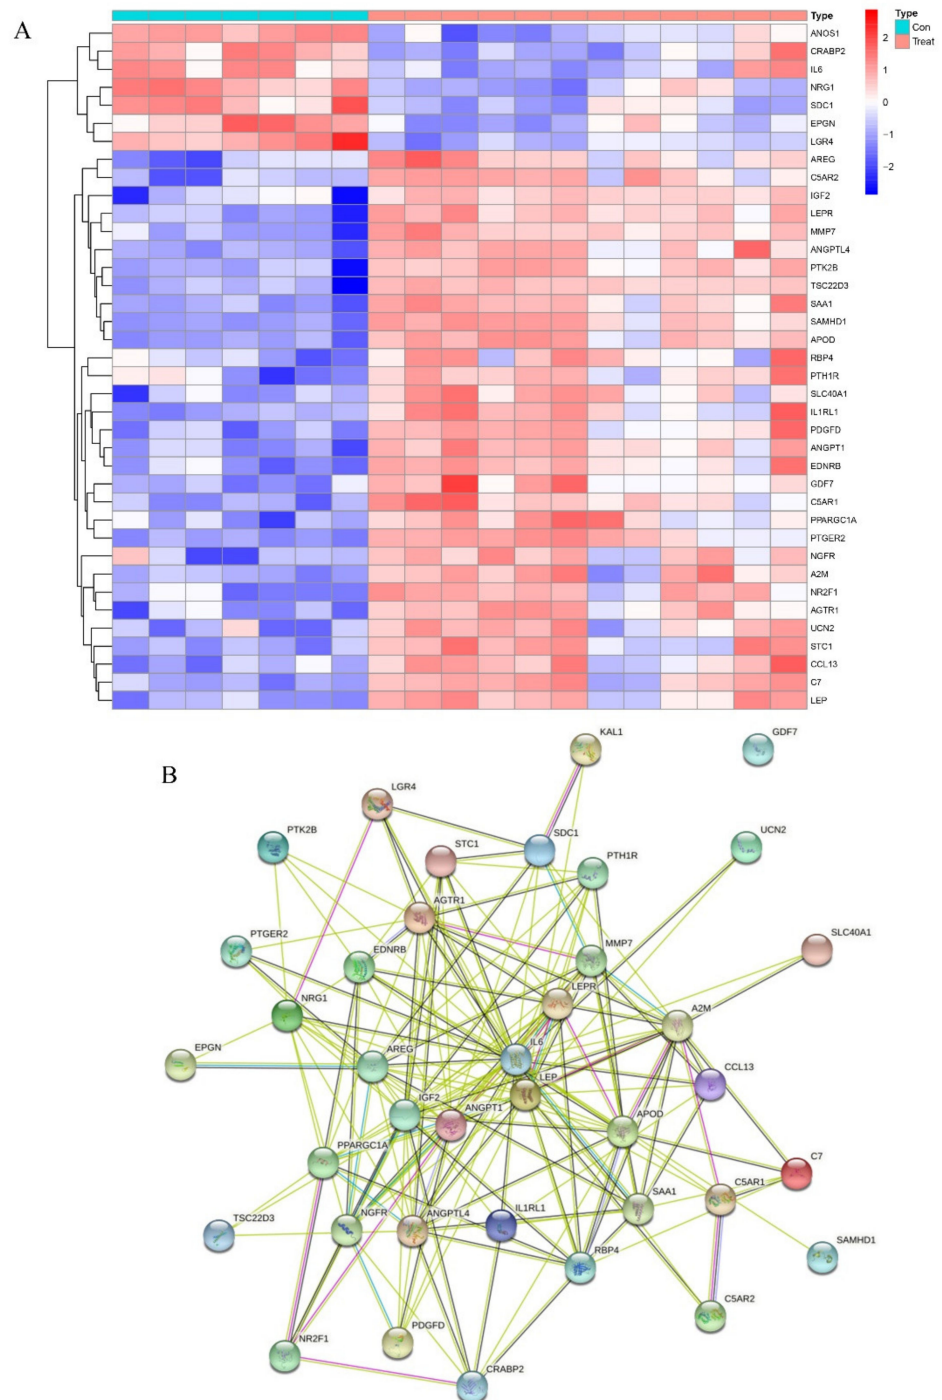 A
Type
ANOS1
CRABP2
IL6
NRG1
SDC1
EPGN
LGR4
AREG
C5AR2
IGF2
LEPR
MMP7
ANGPTL4
PTK2B
TSC22D3
SAA1
SAMHD1
APOD
RBP4
PTH1R
SLC40A1
IL1RL1
PDGFD
ANGPT1
EDNRB
GDF7
C5AR1
PPARGC1A
PTGER2
NGFR
A2M
NR2F1
AGTR1
UCN2
STC1
CCL13
C7
LEP
2
1
0
−1
−2
Type
Con
Treat
B
KAL1
GDF7
LGR4
PTK2B
STC1
SDC1
UCN2
PTH1R
AGTR1
PTGER2
EDNRB
MMP7
SLC40A1
NRG1
LEPR
A2M
EPGN
AREG
IL6
LEP
CCL13
IGF2
ANGPT1
APOD
PPARGC1A
C7
C5AR1
SAA1
TSC22D3
NGFR
ANGPTL4
IL1RL1
RBP4
SAMHD1
C5AR2
PDGFD
NR2F1
CRABP2